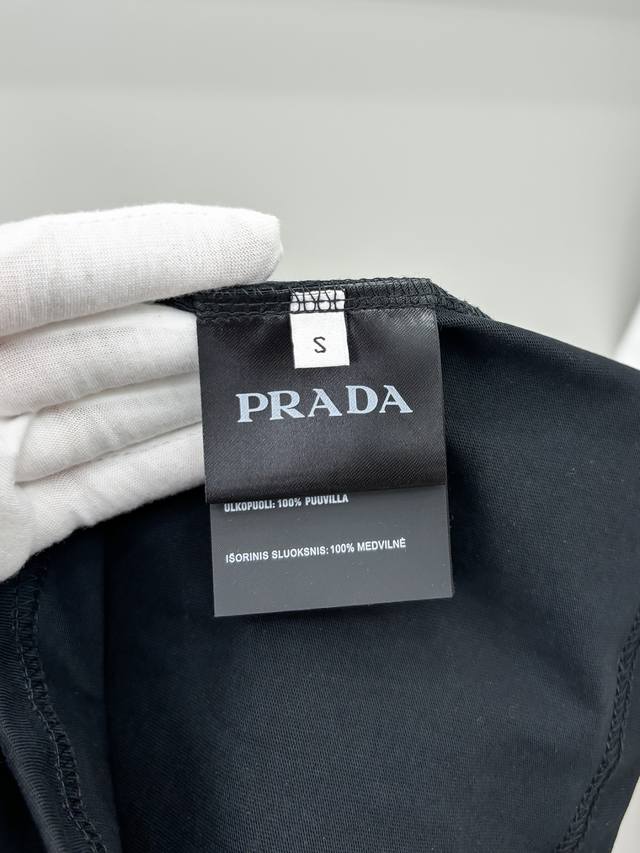 S
PRADA
ULKOPUOLI: 100% PUUVILLA
IŠORINIS SLUOKSNIS: 100% MEDVILNĖ